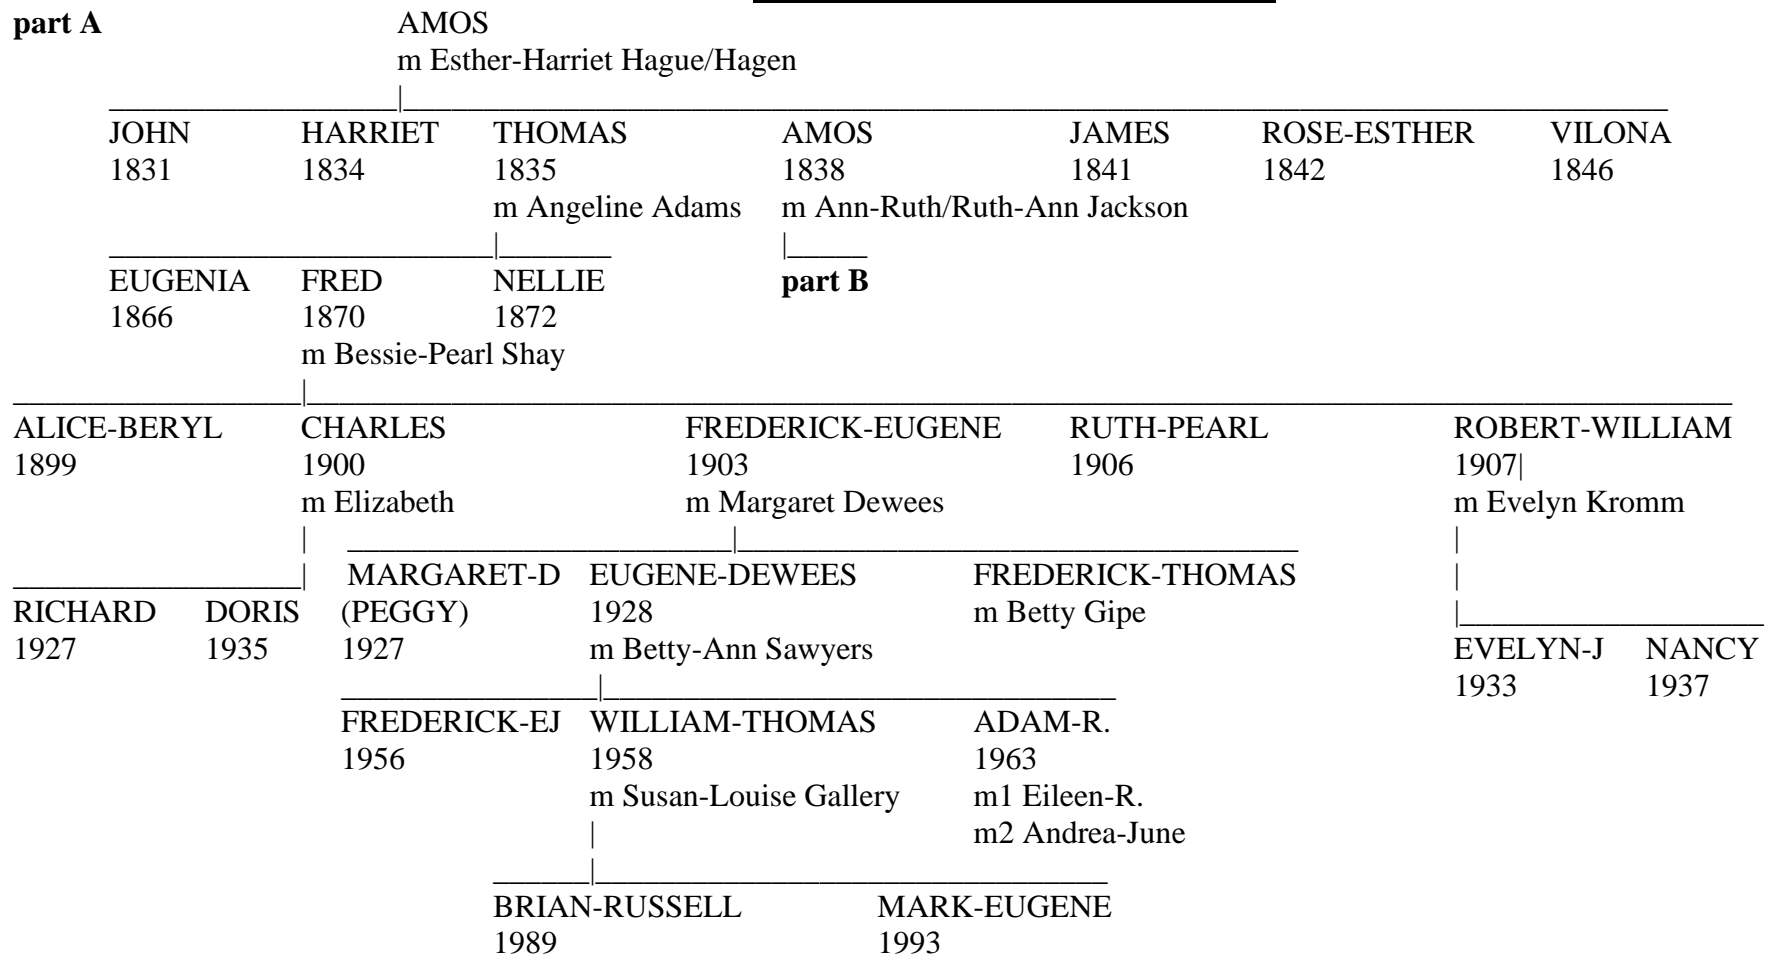 part A AMOS
m Esther-Harriet Hague/Hagen
JOHN HARRIET THOMAS AMOS JAMES ROSE-ESTHER VILONA
1831 1834 1835 1838 1841 1842 1846
m Angeline Adams m Ann-Ruth/Ruth-Ann Jackson
EUGENIA FRED NELLIE part B
1866 1870 1872
m Bessie-Pearl Shay
ALICE-BERYL CHARLES FREDERICK-EUGENE RUTH-PEARL ROBERT-WILLIAM
1899 1900 1903 1906 1907|
m Elizabeth m Margaret Dewees m Evelyn Kromm
MARGARET-D EUGENE-DEWEES FREDERICK-THOMAS
RICHARD DORIS (PEGGY) 1928 m Betty Gipe
1927 1935 1927 m Betty-Ann Sawyers EVELYN-J NANCY
1933 1937
FREDERICK-EJ WILLIAM-THOMAS ADAM-R.
1956 1958 1963
m Susan-Louise Gallery m1 Eileen-R.
m2 Andrea-June
BRIAN-RUSSELL MARK-EUGENE
1989 1993